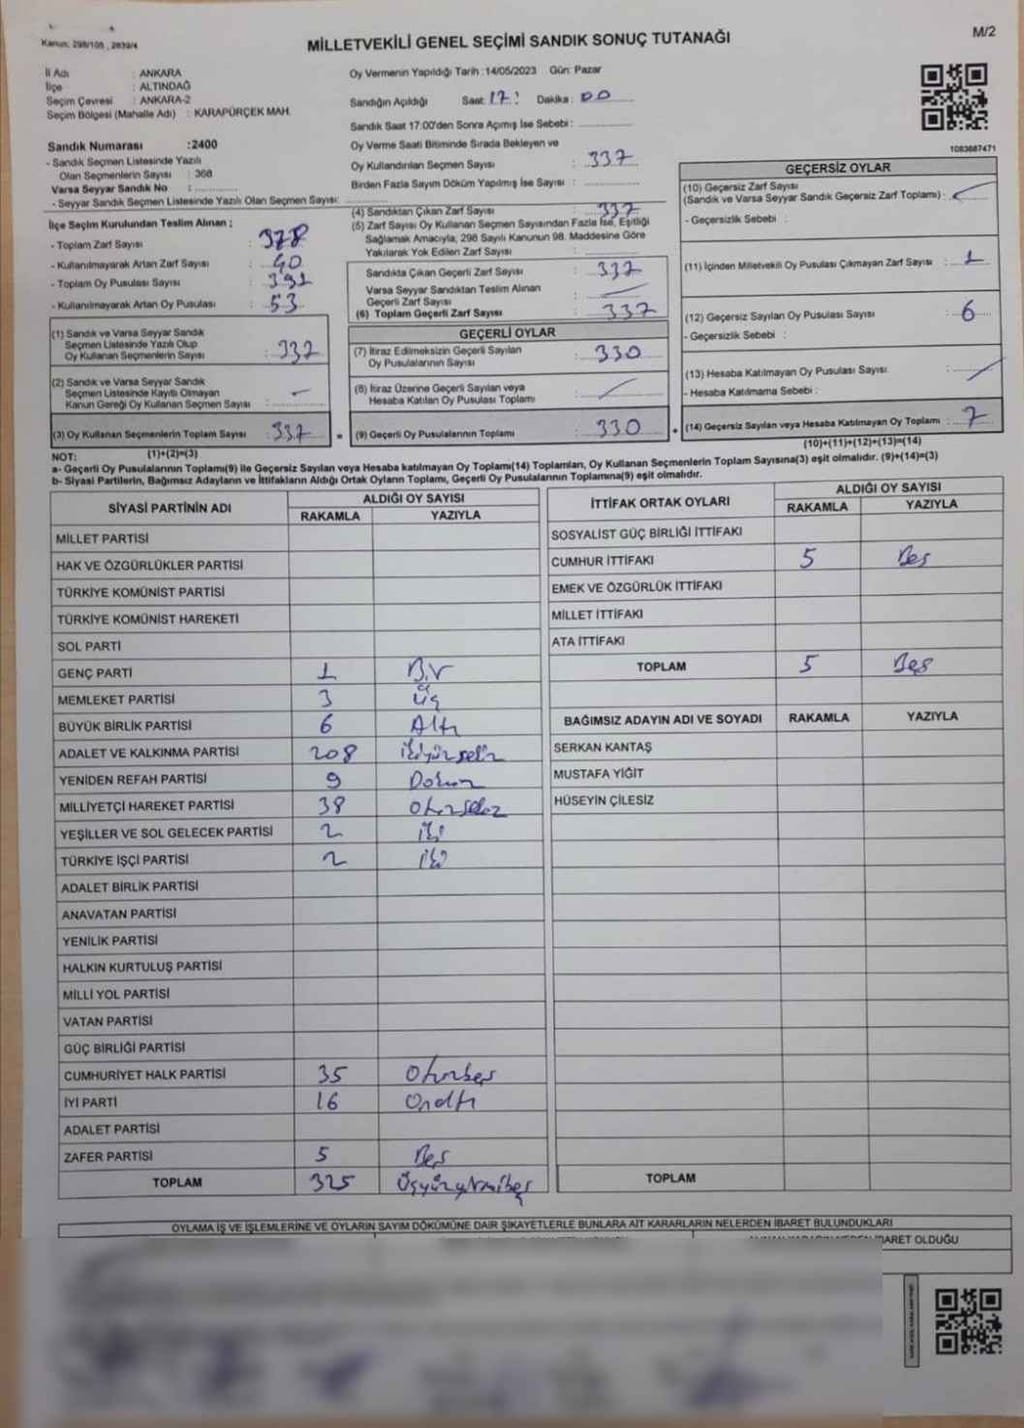 Kanun: 298/105 , 2839/4
MİLLETVEKİLİ GENEL SEÇİMİ SANDIK SONUÇ TUTANAĞI
M/2
İl Adı : ANKARA
İlçe : ALTINDAĞ
Seçim Çevresi : ANKARA-2
Seçim Bölgesi (Mahalle Adı) : KARAPÜRÇEK MAH.
Sandık Numarası :2400
- Sandık Seçmen Listesinde Yazılı
Olan Seçmenlerin Sayısı : 368
Varsa Seyyar Sandık No :
- Seyyar Sandık Seçmen Listesinde Yazılı Olan Seçmen Sayısı:
Oy Vermenin Yapıldığı Tarih :14/05/2023 Gün: Pazar
Sandığın Açıldığı Saat: 17: Dakika : 00
Sandık Saat 17:00'den Sonra Açımış İse Sebebi :
Oy Verme Saati Bitiminde Sırada Bekleyen ve
Oy Kullandırılan Seçmen Sayısı : 337
Birden Fazla Sayım Döküm Yapılmış İse Sayısı :
1083687471
İlçe Seçim Kurulundan Teslim Alınan ;
- Toplam Zarf Sayısı : 378
- Kullanılmayarak Artan Zarf Sayısı : 40
- Toplam Oy Pusulası Sayısı : 391
- Kullanılmayarak Artan Oy Pusulası : 53
(1) Sandık ve Varsa Seyyar Sandık
Seçmen Listesinde Yazılı Olup
Oy Kullanan Seçmenlerin Sayısı : 337
(2) Sandık ve Varsa Seyyar Sandık
Seçmen Listesinde Kayıtlı Olmayan
Kanun Gereği Oy Kullanan Seçmen Sayısı : -
(3) Oy Kullanan Seçmenlerin Toplam Sayısı : 337
(1)+(2)=(3)
(4) Sandıktan Çıkan Zarf Sayısı : 337
(5) Zarf Sayısı Oy Kullanan Seçmen Sayısından Fazla İse, Eşitliği
Sağlamak Amacıyla, 298 Sayılı Kanunun 98. Maddesine Göre
Yakılarak Yok Edilen Zarf Sayısı :
Sandıkta Çıkan Geçerli Zarf Sayısı : 337
Varsa Seyyar Sandıktan Teslim Alınan
Geçerli Zarf Sayısı :
(6) Toplam Geçerli Zarf Sayısı : 337
GEÇERLİ OYLAR
(7) İtiraz Edilmeksizin Geçerli Sayılan
Oy Pusulalarının Sayısı : 330
(8) İtiraz Üzerine Geçerli Sayılan veya
Hesaba Katılan Oy Pusulası Toplamı :
= (9) Geçerli Oy Pusulalarının Toplamı : 330
GEÇERSİZ OYLAR
(10) Geçersiz Zarf Sayısı
(Sandık ve Varsa Seyyar Sandık Geçersiz Zarf Toplamı) :
- Geçersizlik Sebebi :
(11) İçinden Milletvekili Oy Pusulası Çıkmayan Zarf Sayısı : 1
(12) Geçersiz Sayılan Oy Pusulası Sayısı : 6
- Geçersizlik Sebebi :
(13) Hesaba Katılmayan Oy Pusulası Sayısı :
- Hesaba Katılmama Sebebi :
+ (14) Geçersiz Sayılan veya Hesaba Katılmayan Oy Toplamı : 7
(10)+(11)+(12)+(13)=(14)
NOT:
a- Geçerli Oy Pusulalarının Toplamı(9) ile Geçersiz Sayılan veya Hesaba katılmayan Oy Toplamı(14) Toplamları, Oy Kullanan Seçmenlerin Toplam Sayısına(3) eşit olmalıdır. (9)+(14)=(3)
b- Siyasi Partilerin, Bağımsız Adayların ve İttifakların Aldığı Ortak Oyların Toplamı, Geçerli Oy Pusulalarının Toplamına(9) eşit olmalıdır.
SİYASİ PARTİNİN ADI ALDIĞI OY SAYISI
RAKAMLA YAZIYLA
MİLLET PARTİSİ
HAK VE ÖZGÜRLÜKLER PARTİSİ
TÜRKİYE KOMÜNİST PARTİSİ
TÜRKİYE KOMÜNİST HAREKETİ
SOL PARTİ
GENÇ PARTİ 1 Bir
MEMLEKET PARTİSİ 3 Üç
BÜYÜK BİRLİK PARTİSİ 6 Altı
ADALET VE KALKINMA PARTİSİ 208 ikiyüzsekiz
YENİDEN REFAH PARTİSİ 9 Dokuz
MİLLİYETÇİ HAREKET PARTİSİ 38 otuzsekiz
YEŞİLLER VE SOL GELECEK PARTİSİ 2 iki
TÜRKİYE İŞÇİ PARTİSİ 2 iki
ADALET BİRLİK PARTİSİ
ANAVATAN PARTİSİ
YENİLİK PARTİSİ
HALKIN KURTULUŞ PARTİSİ
MİLLİ YOL PARTİSİ
VATAN PARTİSİ
GÜÇ BİRLİĞİ PARTİSİ
CUMHURİYET HALK PARTİSİ 35 Otuzbeş
İYİ PARTİ 16 Onaltı
ADALET PARTİSİ
ZAFER PARTİSİ 5 Beş
TOPLAM 325 Üçyüzyirmibeş
İTTİFAK ORTAK OYLARI ALDIĞI OY SAYISI
RAKAMLA YAZIYLA
SOSYALİST GÜÇ BİRLİĞİ İTTİFAKI
CUMHUR İTTİFAKI 5 Beş
EMEK VE ÖZGÜRLÜK İTTİFAKI
MİLLET İTTİFAKI
ATA İTTİFAKI
TOPLAM 5 Beş
BAĞIMSIZ ADAYIN ADI VE SOYADI RAKAMLA YAZIYLA
SERKAN KANTAŞ
MUSTAFA YİĞİT
HÜSEYİN ÇİLESİZ
TOPLAM
OYLAMA İŞ VE İŞLEMLERİNE VE OYLARIN SAYIM DÖKÜMÜNE DAİR ŞİKAYETLERLE BUNLARA AİT KARARLARIN NELERDEN İBARET BULUNDUKLARI
OLDUĞU